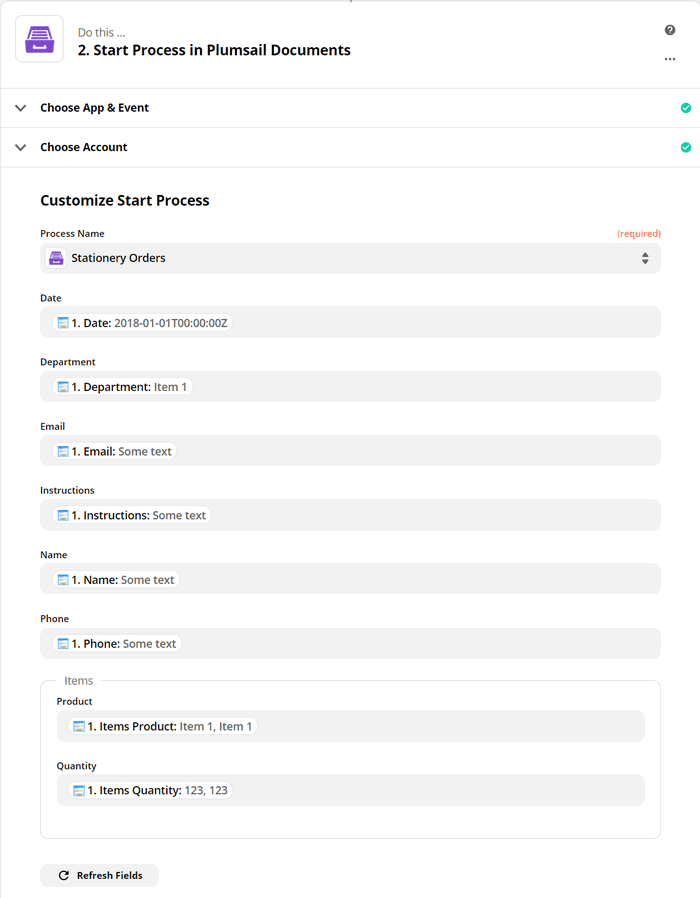 Do this ...
2. Start Process in Plumsail Documents
Choose App & Event
Choose Account
Customize Start Process
Process Name (required)
Stationery Orders
Date
1. Date: 2018-01-01T00:00:00Z
Department
1. Department: Item 1
Email
1. Email: Some text
Instructions
1. Instructions: Some text
Name
1. Name: Some text
Phone
1. Phone: Some text
Items
Product
1. Items Product: Item 1, Item 1
Quantity
1. Items Quantity: 123, 123
Refresh Fields